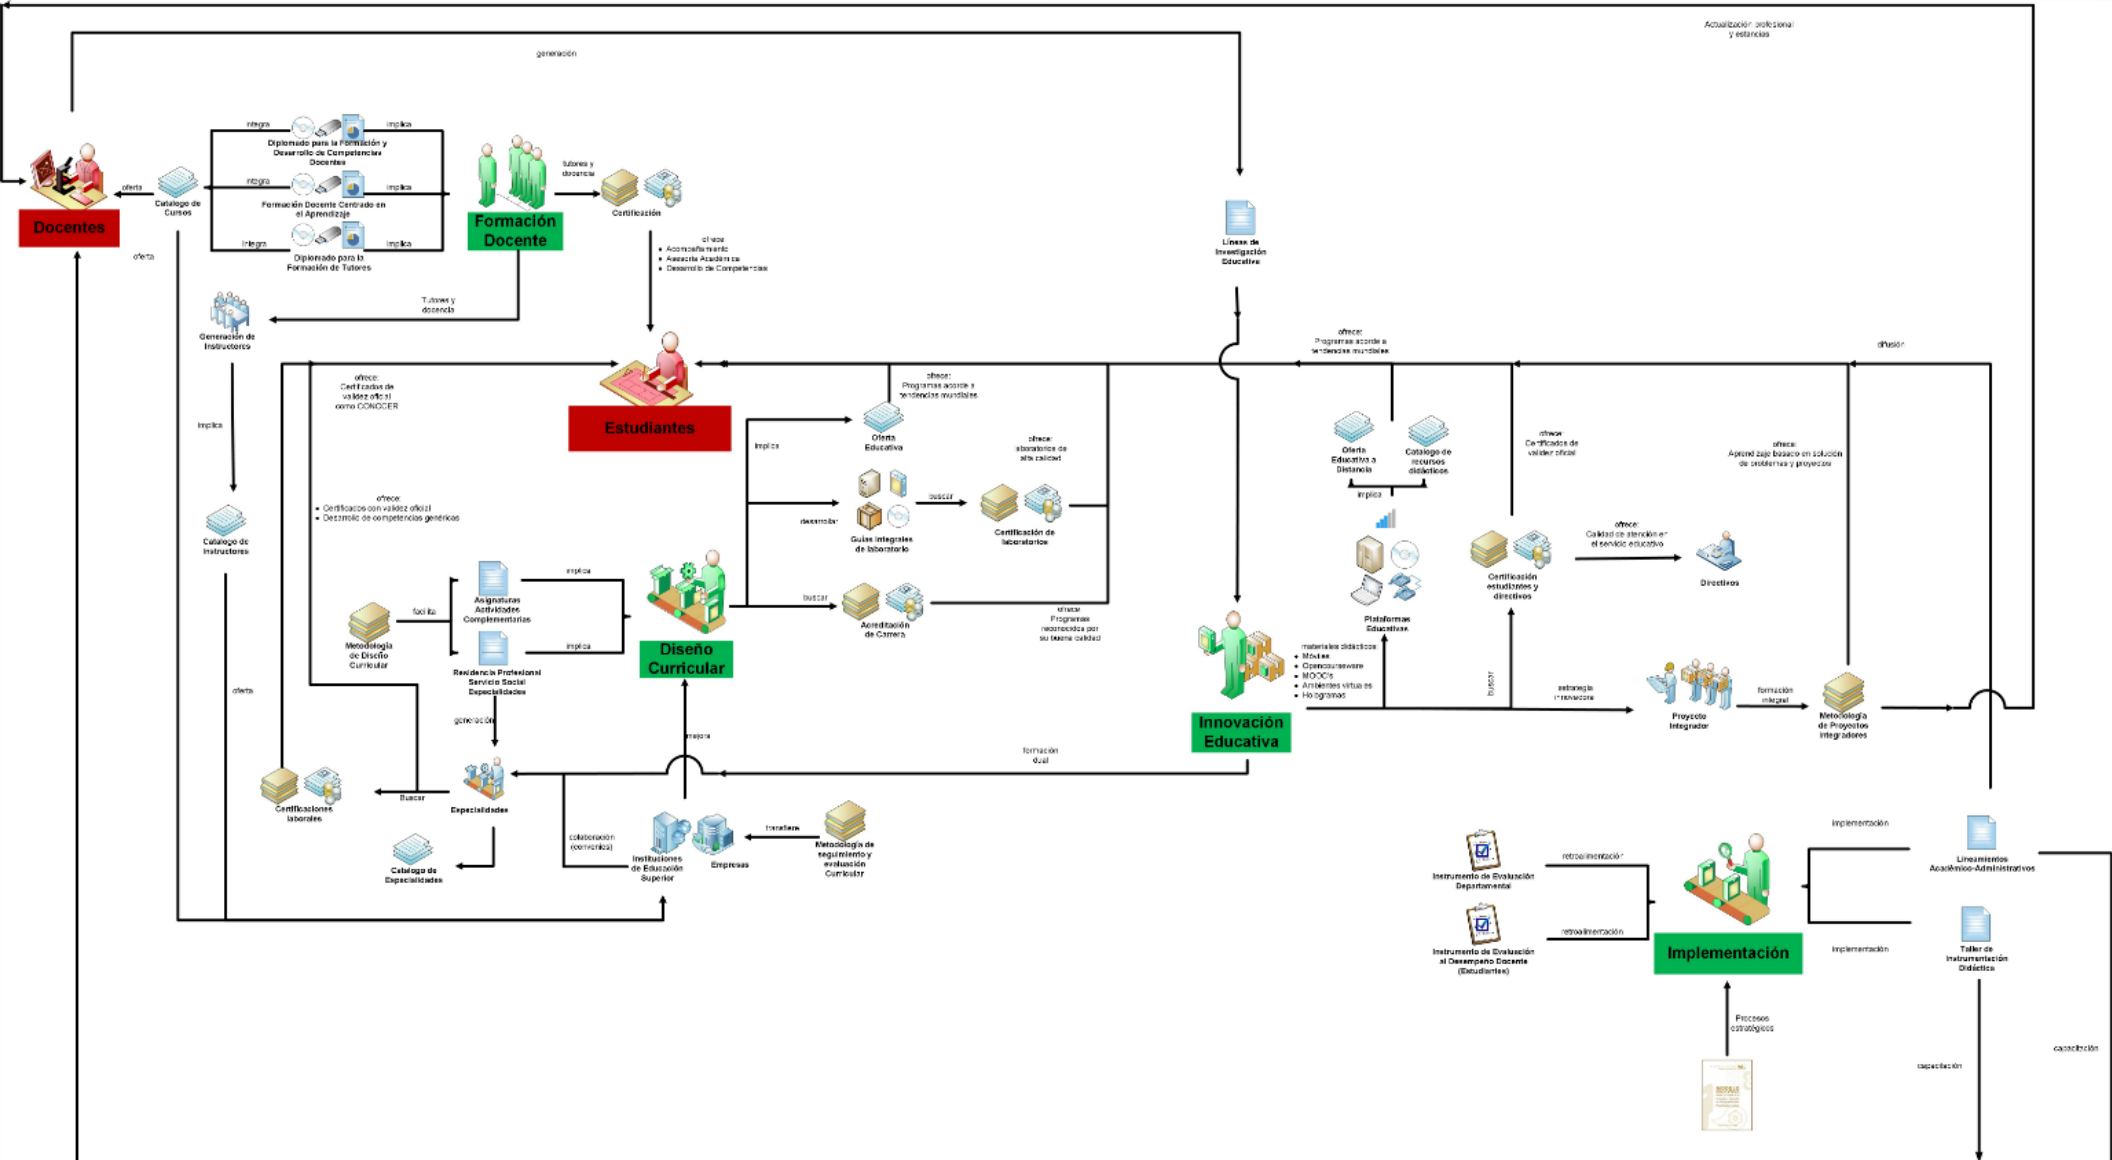 Actualización profesional
y estancias
generación
integra
implica
Diplomado para la Formación y
Desarrollo de Competencias
Docentes
integra
implica
Formación Docente Centrado en
el Aprendizaje
integra
implica
Diplomado para la
Formación de Tutores
oferta
Catalogo de
Cursos
Docentes
oferta
Formación
Docente
tutores y
docencia
Certificación
ofrece
• Acompañamiento
• Asesoría Académica
• Desarrollo de Competencias
Líneas de
Investigación
Educativa
Tutores y
docencia
Generación de
Instructores
implica
Catalogo de
Instructores
oferta
ofrece:
Certificados de
validez oficial
como CONOCER
Estudiantes
ofrece:
Programas acorde a
tendencias mundiales
ofrece:
Programas acorde a
tendencias mundiales
difusión
implica
Oferta
Educativa
ofrece:
laboratorios de
alta calidad
Oferta
Educativa a
Distancia
Catalogo de
recursos
didácticos
implica
ofrece:
Certificados de
validez oficial
ofrece:
Aprendizaje basado en solución
de problemas y proyectos
ofrece:
• Certificados con validez oficial
• Desarrollo de competencias genéricas
desarrollar
Guías integrales
de laboratorio
buscar
Certificación de
laboratorios
ofrece:
Calidad de atención en
el servicio educativo
Directivos
Certificación
estudiantes y
directivos
Plataformas
Educativas
Metodología
de Diseño
Curricular
facilita
Asignaturas
Actividades
Complementarias
implica
Residencia Profesional
Servicio Social
Especialidades
implica
Diseño
Curricular
buscar
Acreditación
de Carrera
ofrece
Programas
reconocidos por
su buena calidad
materiales didácticos:
• Móviles
• Opencourseware
• MOOC's
• Ambientes virtuales
• Hologramas
Innovación
Educativa
buscar
estrategia
innovadora
Proyecto
Integrador
formación
integral
Metodología
de Proyectos
Integradores
generación
mejora
formación
dual
Certificaciones
laborales
Buscar
Especialidades
Catalogo de
Especialidades
colaboración
(convenios)
Instituciones
de Educación
Superior
Empresas
transfiere
Metodología de
seguimiento y
evaluación
Curricular
Instrumento de Evaluación
Departamental
retroalimentación
Instrumento de Evaluación
al Desempeño Docente
(Estudiantes)
retroalimentación
Implementación
implementación
Lineamientos
Académico-Administrativos
implementación
Taller de
Instrumentación
Didáctica
Procesos
estratégicos
capacitación
capacitación